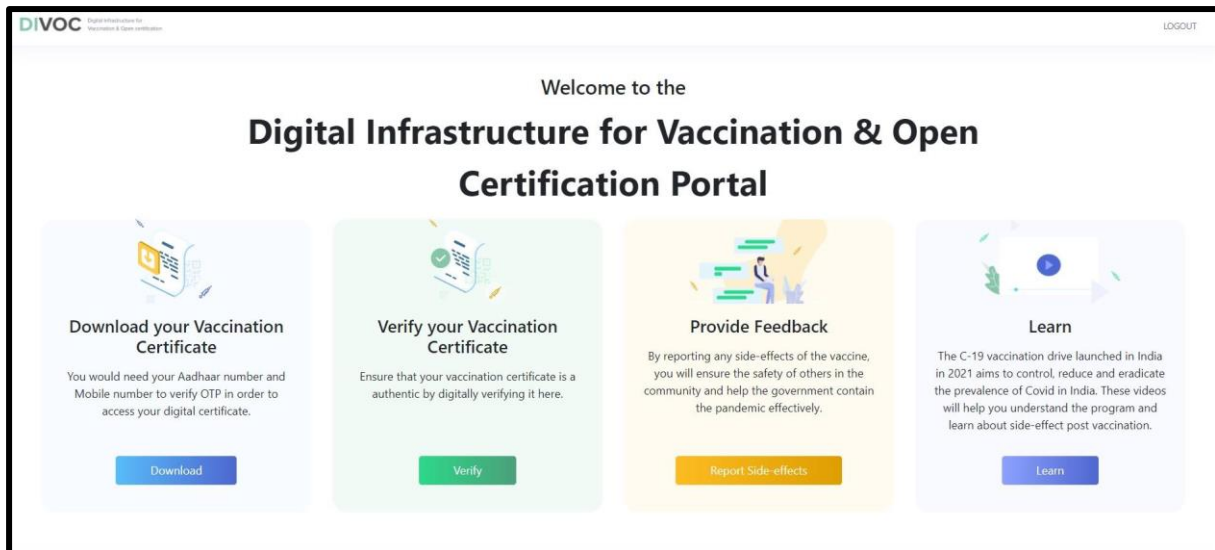 DIVOC
Digital Infrastructure for
Vaccination & Open certification
LOGOUT
Welcome to the
Digital Infrastructure for Vaccination & Open
Certification Portal
Download your Vaccination
Certificate
You would need your Aadhaar number and
Mobile number to verify OTP in order to
access your digital certificate.
Download
Verify your Vaccination
Certificate
Ensure that your vaccination certificate is a
authentic by digitally verifying it here.
Verify
Provide Feedback
By reporting any side-effects of the vaccine,
you will ensure the safety of others in the
community and help the government contain
the pandemic effectively.
Report Side-effects
Learn
The C-19 vaccination drive launched in India
in 2021 aims to control, reduce and eradicate
the prevalence of Covid in India. These videos
will help you understand the program and
learn about side-effect post vaccination.
Learn